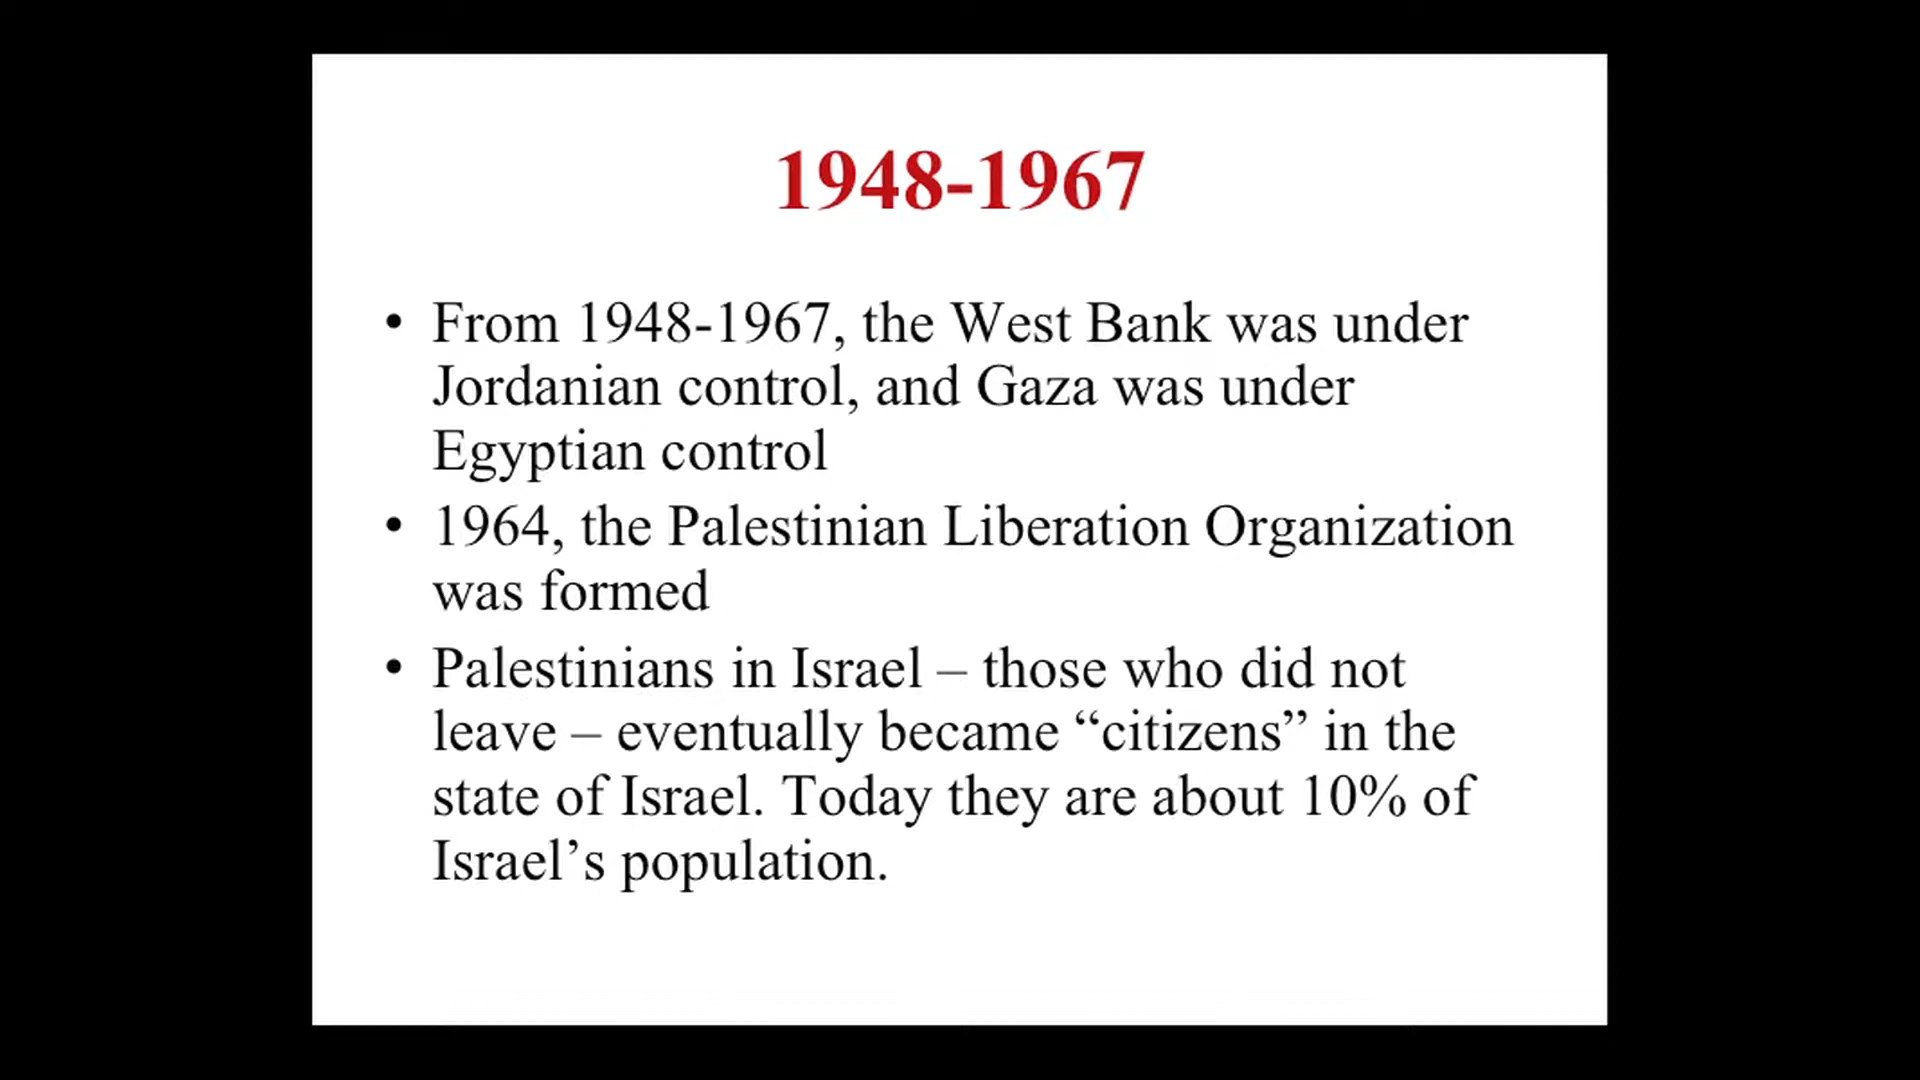 1948-1967
• From 1948-1967, the West Bank was under
Jordanian control, and Gaza was under
Egyptian control
• 1964, the Palestinian Liberation Organization
was formed
• Palestinians in Israel – those who did not
leave – eventually became “citizens” in the
state of Israel. Today they are about 10% of
Israel’s population.